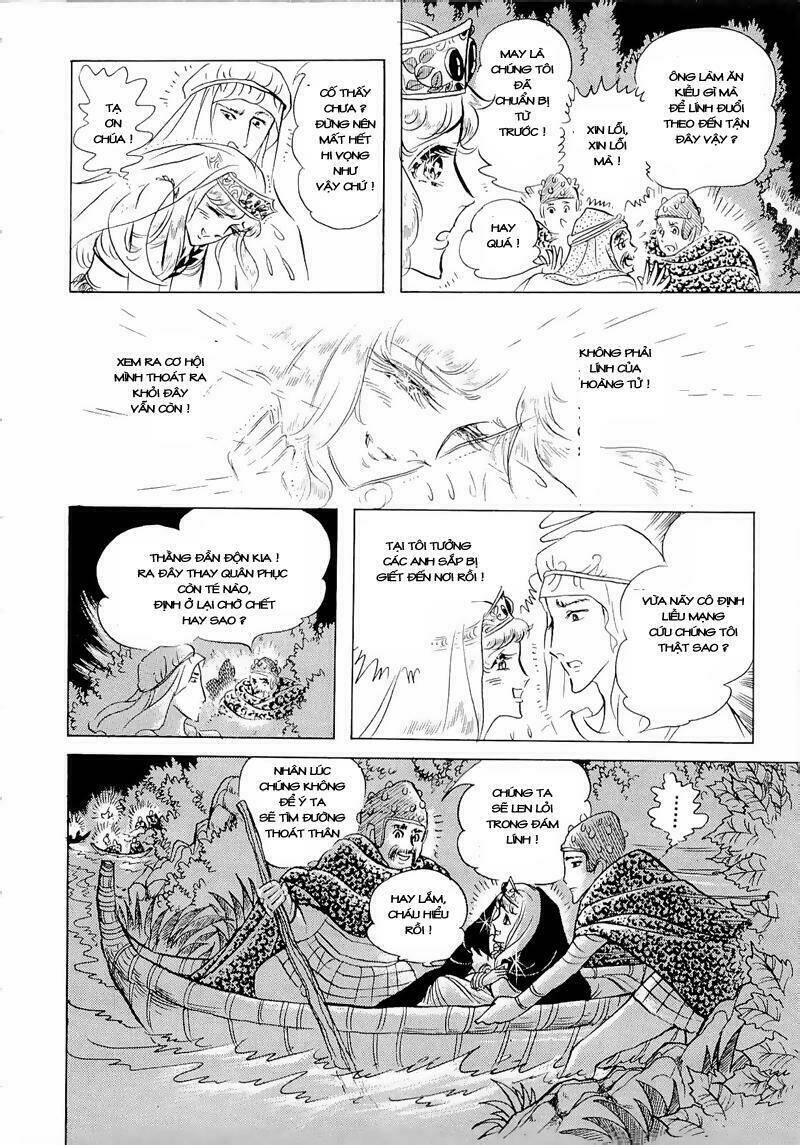 TẠ
ƠN
CHÚA !
CỐ THẤY
CHƯA ?
ĐỪNG NÊN
MẤT HẾT
HI VỌNG
NHƯ
VẬY CHỨ !
MAY LÀ
CHÚNG TÔI
ĐÃ
CHUẨN BỊ
TỪ
TRƯỚC !
XIN LỖI,
XIN LỖI
MÀ !
ÔNG LÀM ĂN
KIỂU GÌ MÀ
ĐỂ LÍNH ĐUỔI
THEO ĐẾN TẬN
ĐÂY VẬY ?
HAY
QUÁ !
XEM RA CƠ HỘI
MÌNH THOÁT RA
KHỎI ĐÂY
VẪN CÒN !
KHÔNG PHẢI
LÍNH CỦA
HOÀNG TỬ !
THẰNG ĐẦN ĐỘN KIA !
RA ĐÂY THAY QUÂN PHỤC
CỎN TÉ NÀO,
ĐỊNH Ở LẠI CHỜ CHẾT
HAY SAO ?
TẠI TÔI TƯỞNG
CÁC ANH SẮP BỊ
GIẾT ĐẾN NƠI RỒI !
VỪA NÃY CÔ ĐỊNH
LIỀU MẠNG
CỨU CHÚNG TÔI
THẬT SAO ?
NHÂN LÚC
CHÚNG KHÔNG
ĐỂ Ý TA
SẼ TÌM ĐƯỜNG
THOÁT THÂN
CHÚNG TA
SẼ LEN LỎI
TRONG ĐÁM
LÍNH !
......
HAY LẮM,
CHÁU HIỂU
RỒI !